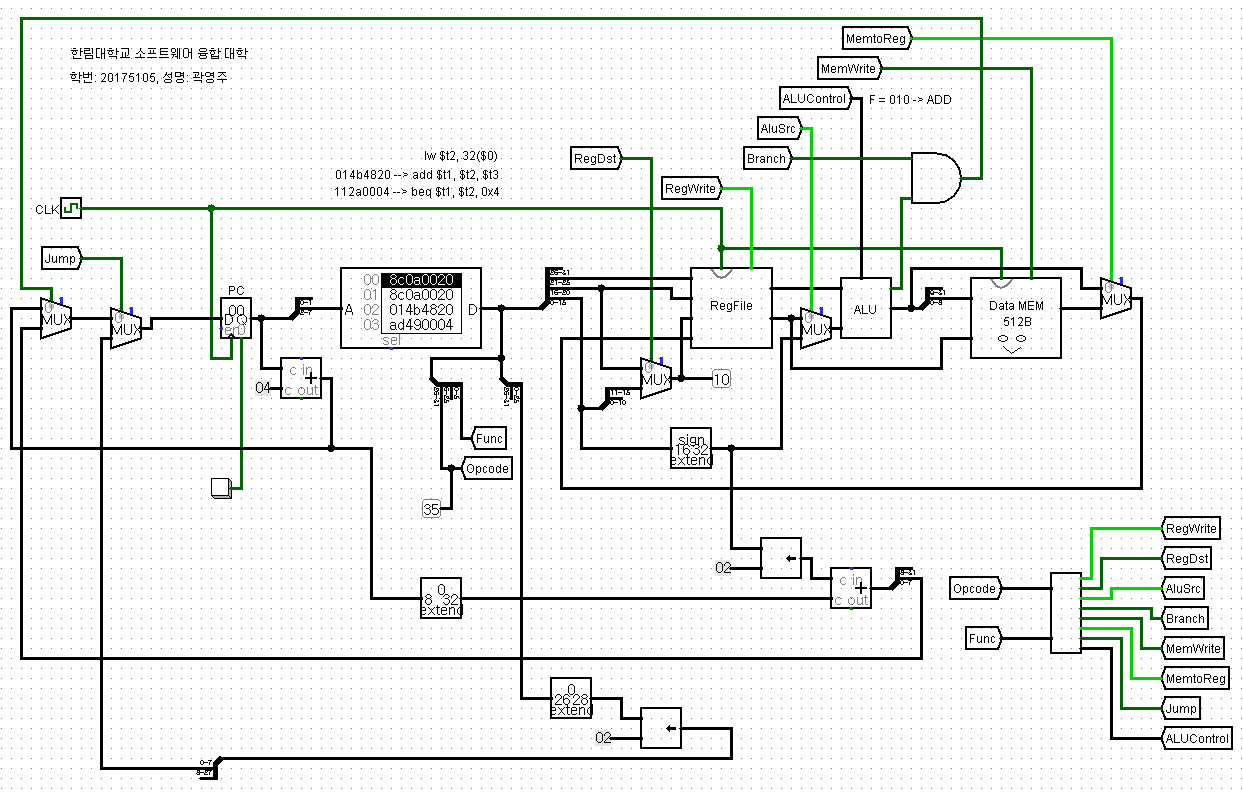 MemtoReg
한림대학교 소프트웨어 융합 대학
학번: 20175105, 성명: 곽영주
MemWrite
ALUControl
F = 010 -> ADD
AluSrc
Branch
RegDst
RegWrite
lw $t2, 32($0)
014b4820 --> add $t1, $t2, $t3
112a0004 --> beq $t1, $t2, 0x4
CLK
Jump
MUX
MUX
PC
00
D Q
en 0
A
00 8c0a0020
01 8c0a0020
02 014b4820
03 ad490004
D
sel
RegFile
MUX
ALU
Data MEM
512B
MUX
c in
+
c out
04
MUX
10
Func
Opcode
35
sign
16 32
extend
02
c in
+
c out
0
8 32
extend
0
26 28
extend
02
0-7
Opcode
Func
RegWrite
RegDst
AluSrc
Branch
MemWrite
MemtoReg
Jump
ALUControl